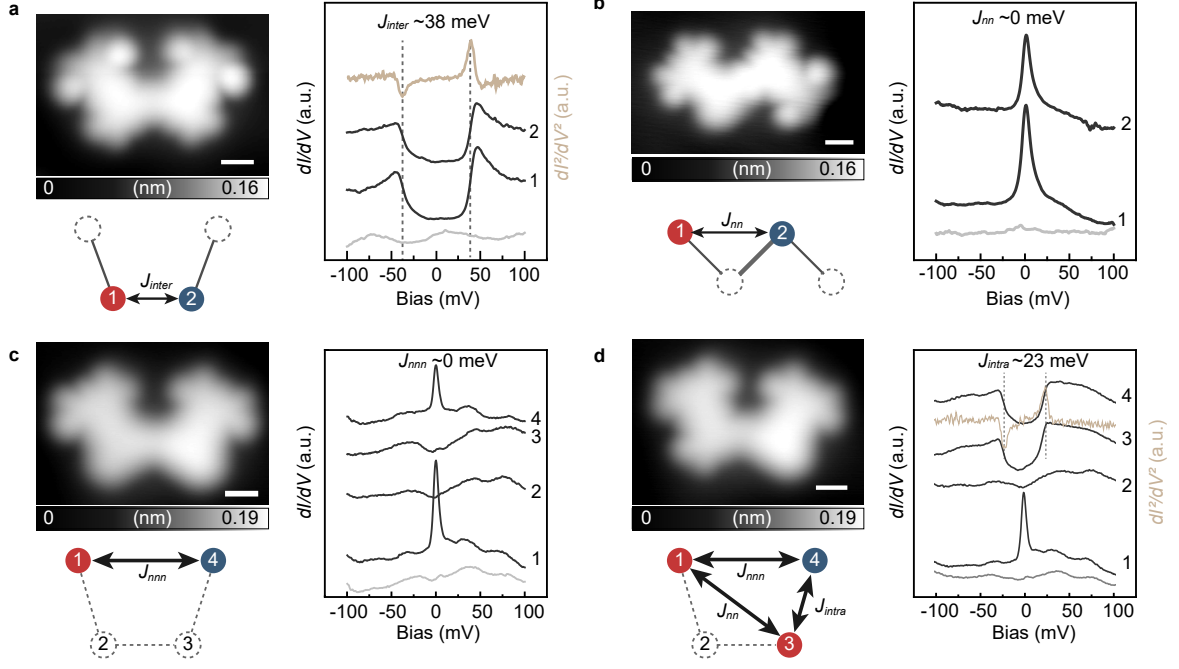 a
J_inter ~38 meV
dI/dV (a.u.)
dI²/dV² (a.u.)
2
1
0 (nm) 0.16
-100 -50 0 50 100
Bias (mV)
J_inter
1 2
b
J_nn ~0 meV
dI/dV (a.u.)
2
1
0 (nm) 0.16
-100 -50 0 50 100
Bias (mV)
J_nn
1 2
c
J_nnn ~0 meV
dI/dV (a.u.)
4
3
2
1
0 (nm) 0.19
-100 -50 0 50 100
Bias (mV)
1 4
J_nnn
2 3
d
J_intra ~23 meV
dI/dV (a.u.)
dI²/dV² (a.u.)
4
3
2
1
0 (nm) 0.19
-100 -50 0 50 100
Bias (mV)
1 4
J_nnn
J_nn
J_intra
2 3